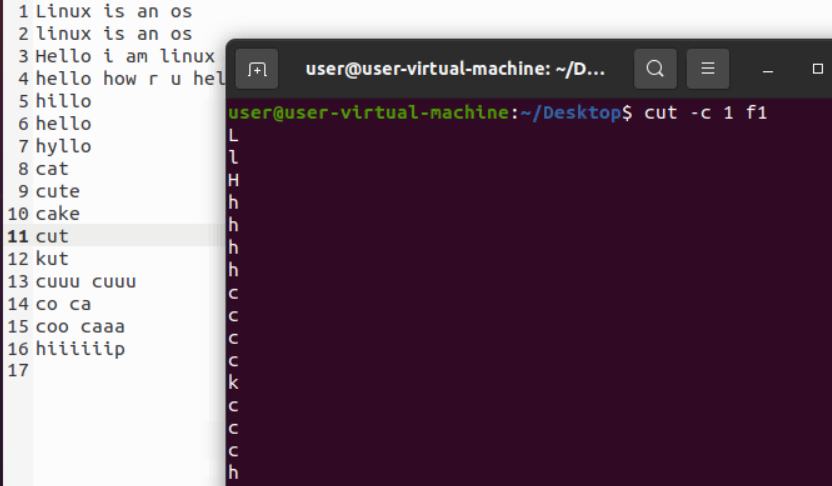 1 Linux is an os
2 linux is an os
3 Hello i am linux
4 hello how r u hel
5 hillo
6 hello
7 hyllo
8 cat
9 cute
10 cake
11 cut
12 kut
13 cuuu cuuu
14 co ca
15 coo caaa
16 hiiiiiip
17
user@user-virtual-machine: ~/D...
user@user-virtual-machine:~/Desktop$ cut -c 1 f1
L
l
H
h
h
h
h
c
c
c
c
k
c
c
c
h